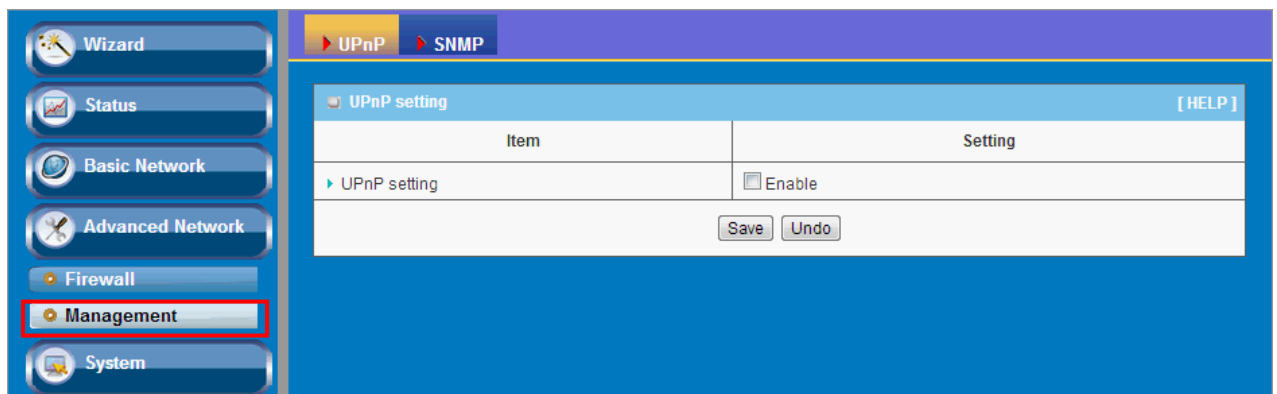 Wizard
Status
Basic Network
Advanced Network
Firewall
Management
System
UPnP SNMP
UPnP setting [ HELP ]
Item Setting
UPnP setting Enable
Save Undo